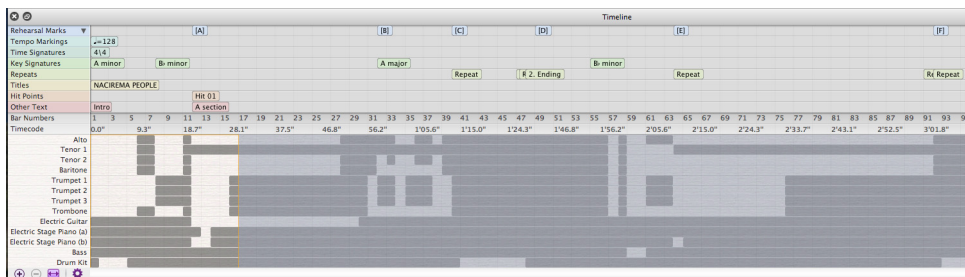 Timeline
Rehearsal Marks ▼ [A] [B] [C] [D] [E] [F]
Tempo Markings ♩=128
Time Signatures 4\4
Key Signatures A minor B♭ minor A major B♭ minor
Repeats Repeat 2. Ending Repeat Repeat
Titles NACIREMA PEOPLE
Hit Points Hit 01
Other Text Intro A section
Bar Numbers 1 3 5 7 9 11 13 15 17 19 21 23 25 27 29 31 33 35 37 39 41 43 45 47 49 51 53 55 57 59 61 63 65 67 69 71 73 75 77 79 81 83 85 87 89 91 93
Timecode 0.0" 9.3" 18.7" 28.1" 37.5" 46.8" 56.2" 1'05.6" 1'15.0" 1'24.3" 1'46.8" 1'56.2" 2'05.6" 2'15.0" 2'24.3" 2'33.7" 2'43.1" 2'52.5" 3'01.8"
Alto
Tenor 1
Tenor 2
Baritone
Trumpet 1
Trumpet 2
Trumpet 3
Trombone
Electric Guitar
Electric Stage Piano (a)
Electric Stage Piano (b)
Bass
Drum Kit